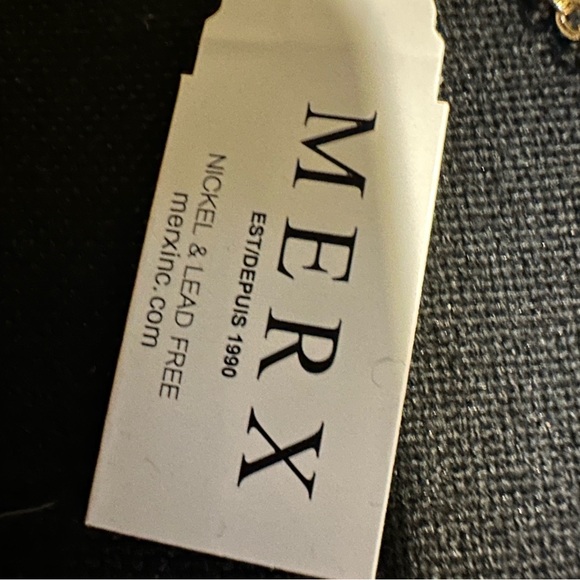 MERX
EST/DEPUIS 1990
NICKEL & LEAD FREE
merxinc.com